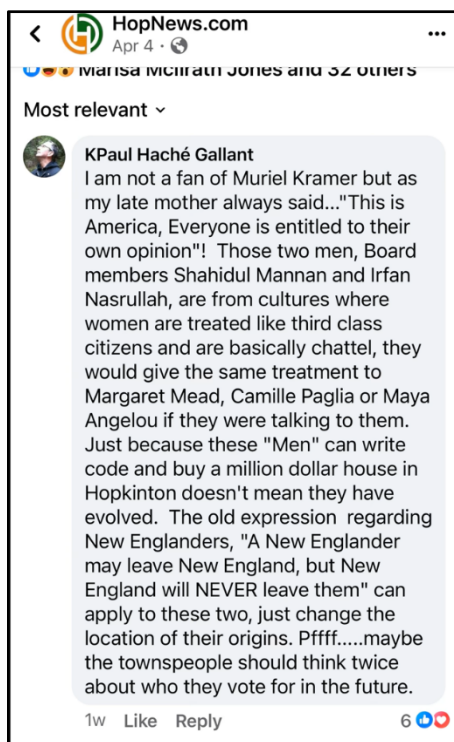 HopNews.com
Apr 4 ·
Marisa McIlrath Jones and 32 others
Most relevant
KPaul Haché Gallant
I am not a fan of Muriel Kramer but as
my late mother always said..."This is
America, Everyone is entitled to their
own opinion"!  Those two men, Board
members Shahidul Mannan and Irfan
Nasrullah, are from cultures where
women are treated like third class
citizens and are basically chattel, they
would give the same treatment to
Margaret Mead, Camille Paglia or Maya
Angelou if they were talking to them.
Just because these "Men" can write
code and buy a million dollar house in
Hopkinton doesn't mean they have
evolved.  The old expression  regarding
New Englanders, "A New Englander
may leave New England, but New
England will NEVER leave them" can
apply to these two, just change the
location of their origins. Pffff.....maybe
the townspeople should think twice
about who they vote for in the future.
1w Like Reply 6